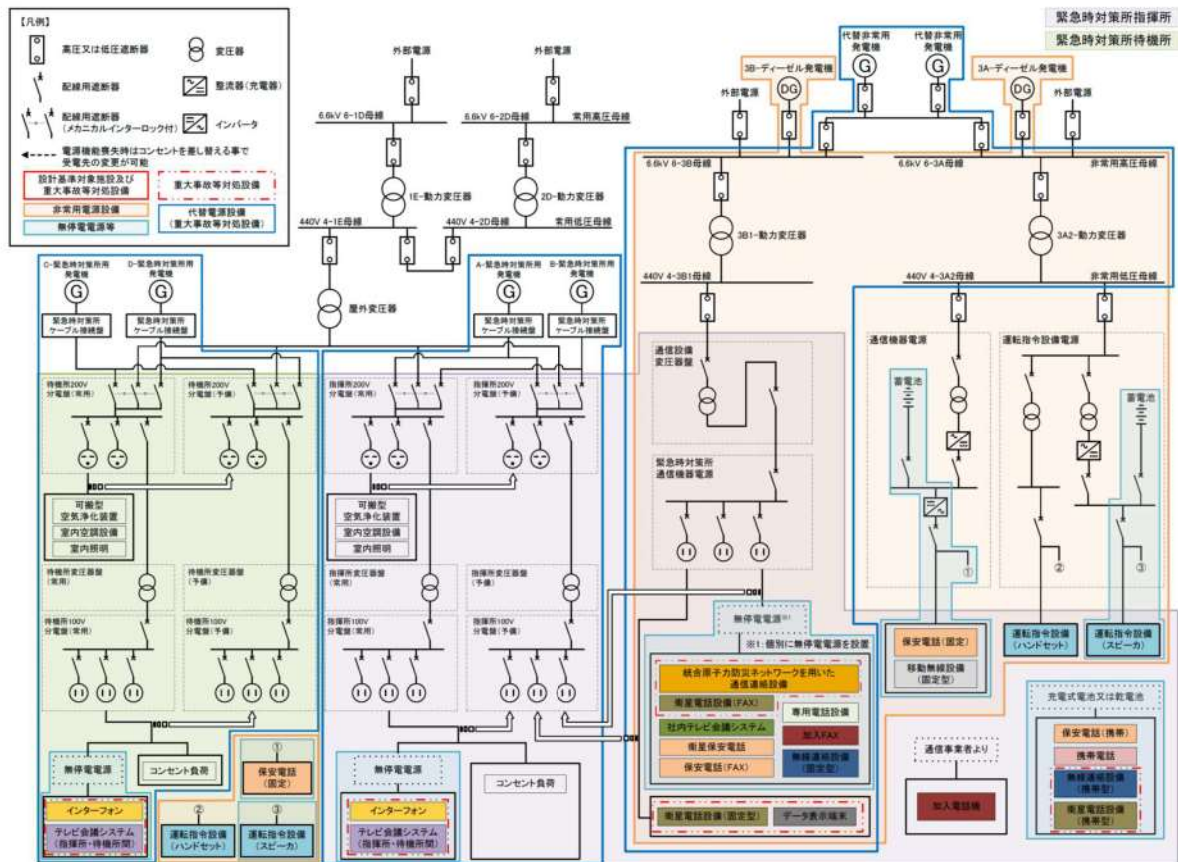 【凡例】
高圧又は低圧遮断器
変圧器
配線用遮断器
整流器(充電器)
配線用遮断器
(メカニカルインターロック付)
インバータ
電源機能喪失時はコンセントを差し替える事で
受電先の変更が可能
設計基準対象施設及び
重大事故等対処設備
重大事故等対処設備
非常用電源設備
代替電源設備
(重大事故等対処設備)
無停電電源等
緊急時対策所指揮所
緊急時対策所待機所
外部電源
外部電源
6.6kV 6-1D母線
6.6kV 6-2D母線
常用高圧母線
1E-動力変圧器
2D-動力変圧器
440V 4-1E母線
440V 4-2D母線
常用低圧母線
屋外変圧器
代替非常用
発電機
G
代替非常用
発電機
G
3B-ディーゼル発電機
DG
3A-ディーゼル発電機
DG
外部電源
外部電源
6.6kV 6-3B母線
6.6kV 6-3A母線
非常用高圧母線
3B1-動力変圧器
3A2-動力変圧器
440V 4-3B1母線
440V 4-3A2母線
非常用低圧母線
C-緊急時対策所用
発電機
G
D-緊急時対策所用
発電機
G
A-緊急時対策所用
発電機
G
B-緊急時対策所用
発電機
G
緊急時対策所
ケーブル接続盤
緊急時対策所
ケーブル接続盤
緊急時対策所
ケーブル接続盤
緊急時対策所
ケーブル接続盤
待機所200V
分電盤(常用)
待機所200V
分電盤(予備)
指揮所200V
分電盤(常用)
指揮所200V
分電盤(予備)
可搬型
空気浄化装置
室内空調設備
室内照明
可搬型
空気浄化装置
室内空調設備
室内照明
待機所変圧器盤
(常用)
待機所変圧器盤
(予備)
指揮所変圧器盤
(常用)
指揮所変圧器盤
(予備)
待機所100V
分電盤(常用)
待機所100V
分電盤(予備)
指揮所100V
分電盤(常用)
指揮所100V
分電盤(予備)
無停電電源
コンセント負荷
インターフォン
テレビ会議システム
(指揮所・待機所間)
①
保安電話
(固定)
②
運転指令設備
(ハンドセット)
③
運転指令設備
(スピーカ)
無停電電源
コンセント負荷
インターフォン
テレビ会議システム
(指揮所・待機所間)
通信設備
変圧器盤
緊急時対策所
通信機器電源
無停電電源※1
※1:個別に無停電電源を設置
統合原子力防災ネットワークを用いた
通信連絡設備
衛星電話設備(FAX)
社内テレビ会議システム
衛星保安電話
保安電話(FAX)
専用電話設備
加入FAX
無線連絡設備
(固定型)
衛星電話設備(固定型)
データ表示端末
通信機器電源
運転指令設備電源
蓄電池
蓄電池
①
②
③
保安電話(固定)
移動無線設備
(固定型)
運転指令設備
(ハンドセット)
運転指令設備
(スピーカ)
通信事業者より
加入電話機
充電式電池又は乾電池
保安電話(携帯)
携帯電話
無線連絡設備
(携帯型)
衛星電話設備
(携帯型)